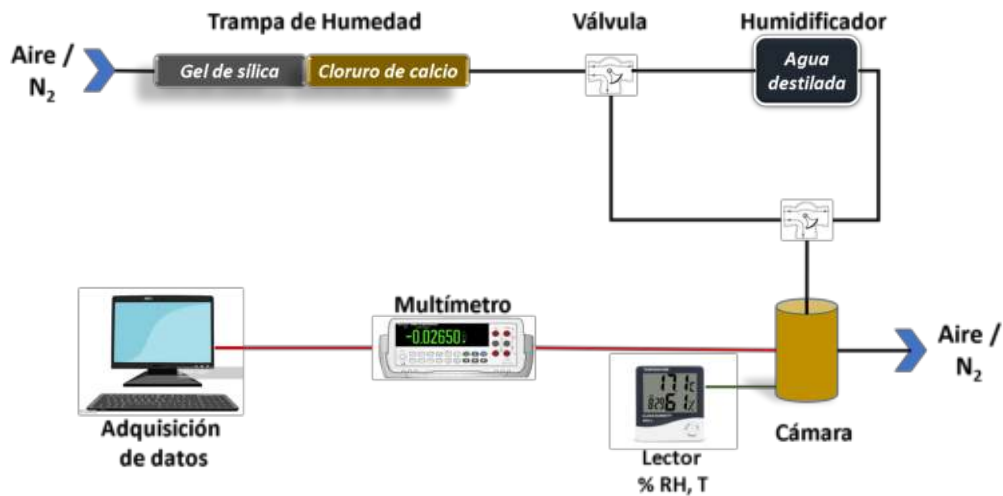 Trampa de Humedad
Válvula
Humidificador
Aire /
N₂
Gel de sílica
Cloruro de calcio
Agua
destilada
Multímetro
-0.02650
Aire /
N₂
Adquisición
de datos
Lector
% RH, T
Cámara